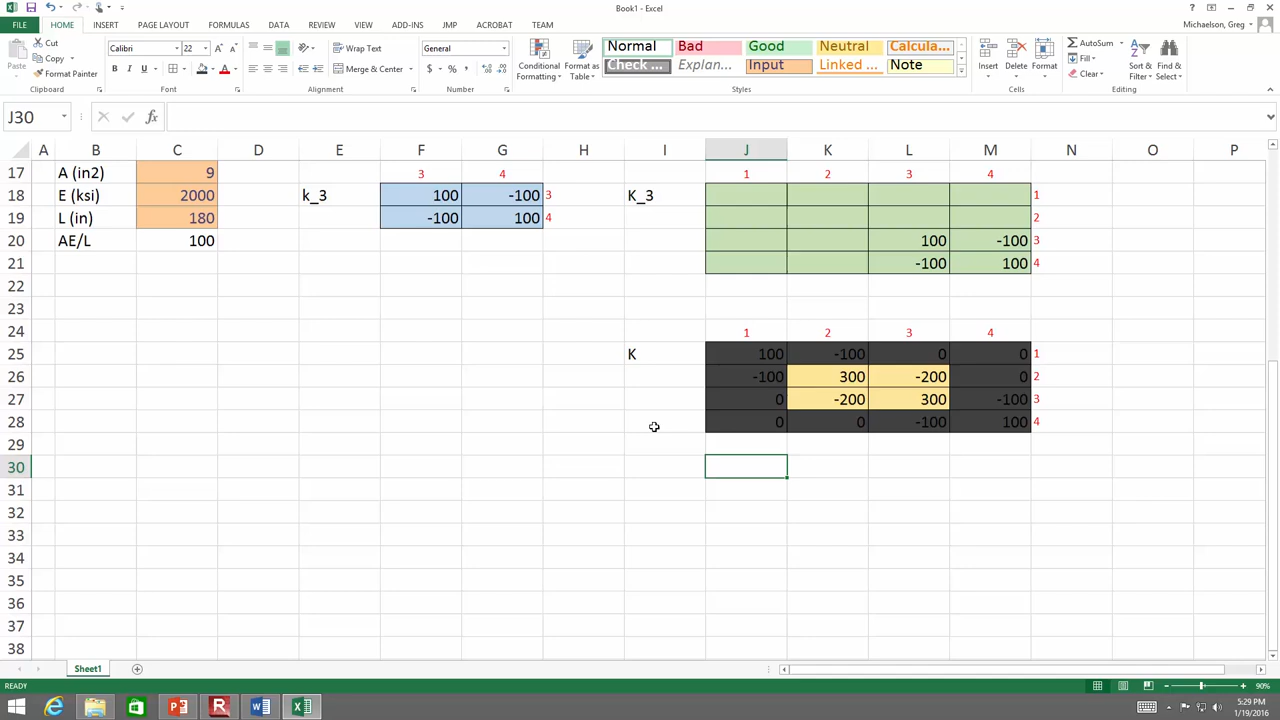 Book1 - Excel
FILE HOME INSERT PAGE LAYOUT FORMULAS DATA REVIEW VIEW ADD-INS JMP ACROBAT TEAM Michaelson, Greg
Cut Calibri 22 Wrap Text General Normal Bad Good Neutral Calcula... AutoSum
Copy
Paste Format Painter Merge & Center Conditional Formatting Format as Table Check ... Explan... Input Linked ... Note Insert Delete Format Fill Clear Sort & Filter Find & Select
Clipboard Font Alignment Number Styles Cells Editing
J30
A B C D E F G H I J K L M N O P
17 A (in2) 9 3 4 1 2 3 4
18 E (ksi) 2000 k_3 100 -100 3 K_3 1
19 L (in) 180 -100 100 4 2
20 AE/L 100 100 -100 3
21 -100 100 4
22
23
24 1 2 3 4
25 K 100 -100 0 0 1
26 -100 300 -200 0 2
27 0 -200 300 -100 3
28 0 0 -100 100 4
29
30
31
32
33
34
35
36
37
38
Sheet1
READY 90%
5:29 PM
1/19/2016